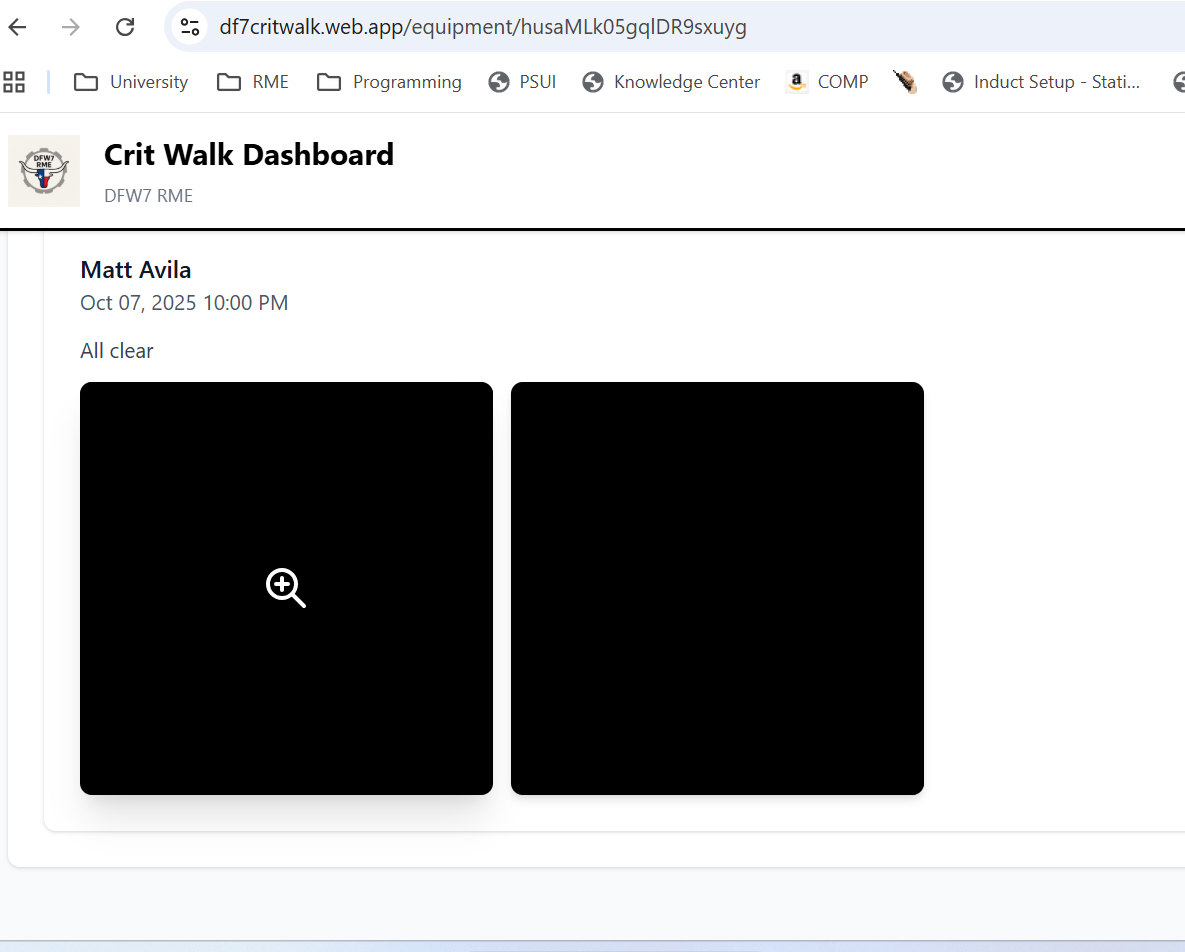 df7critwalk.web.app/equipment/husaMLk05gqlDR9sxuyg
University RME Programming PSUI Knowledge Center a COMP Induct Setup - Stati...
DFW7
RME
Crit Walk Dashboard
DFW7 RME
Matt Avila
Oct 07, 2025 10:00 PM
All clear